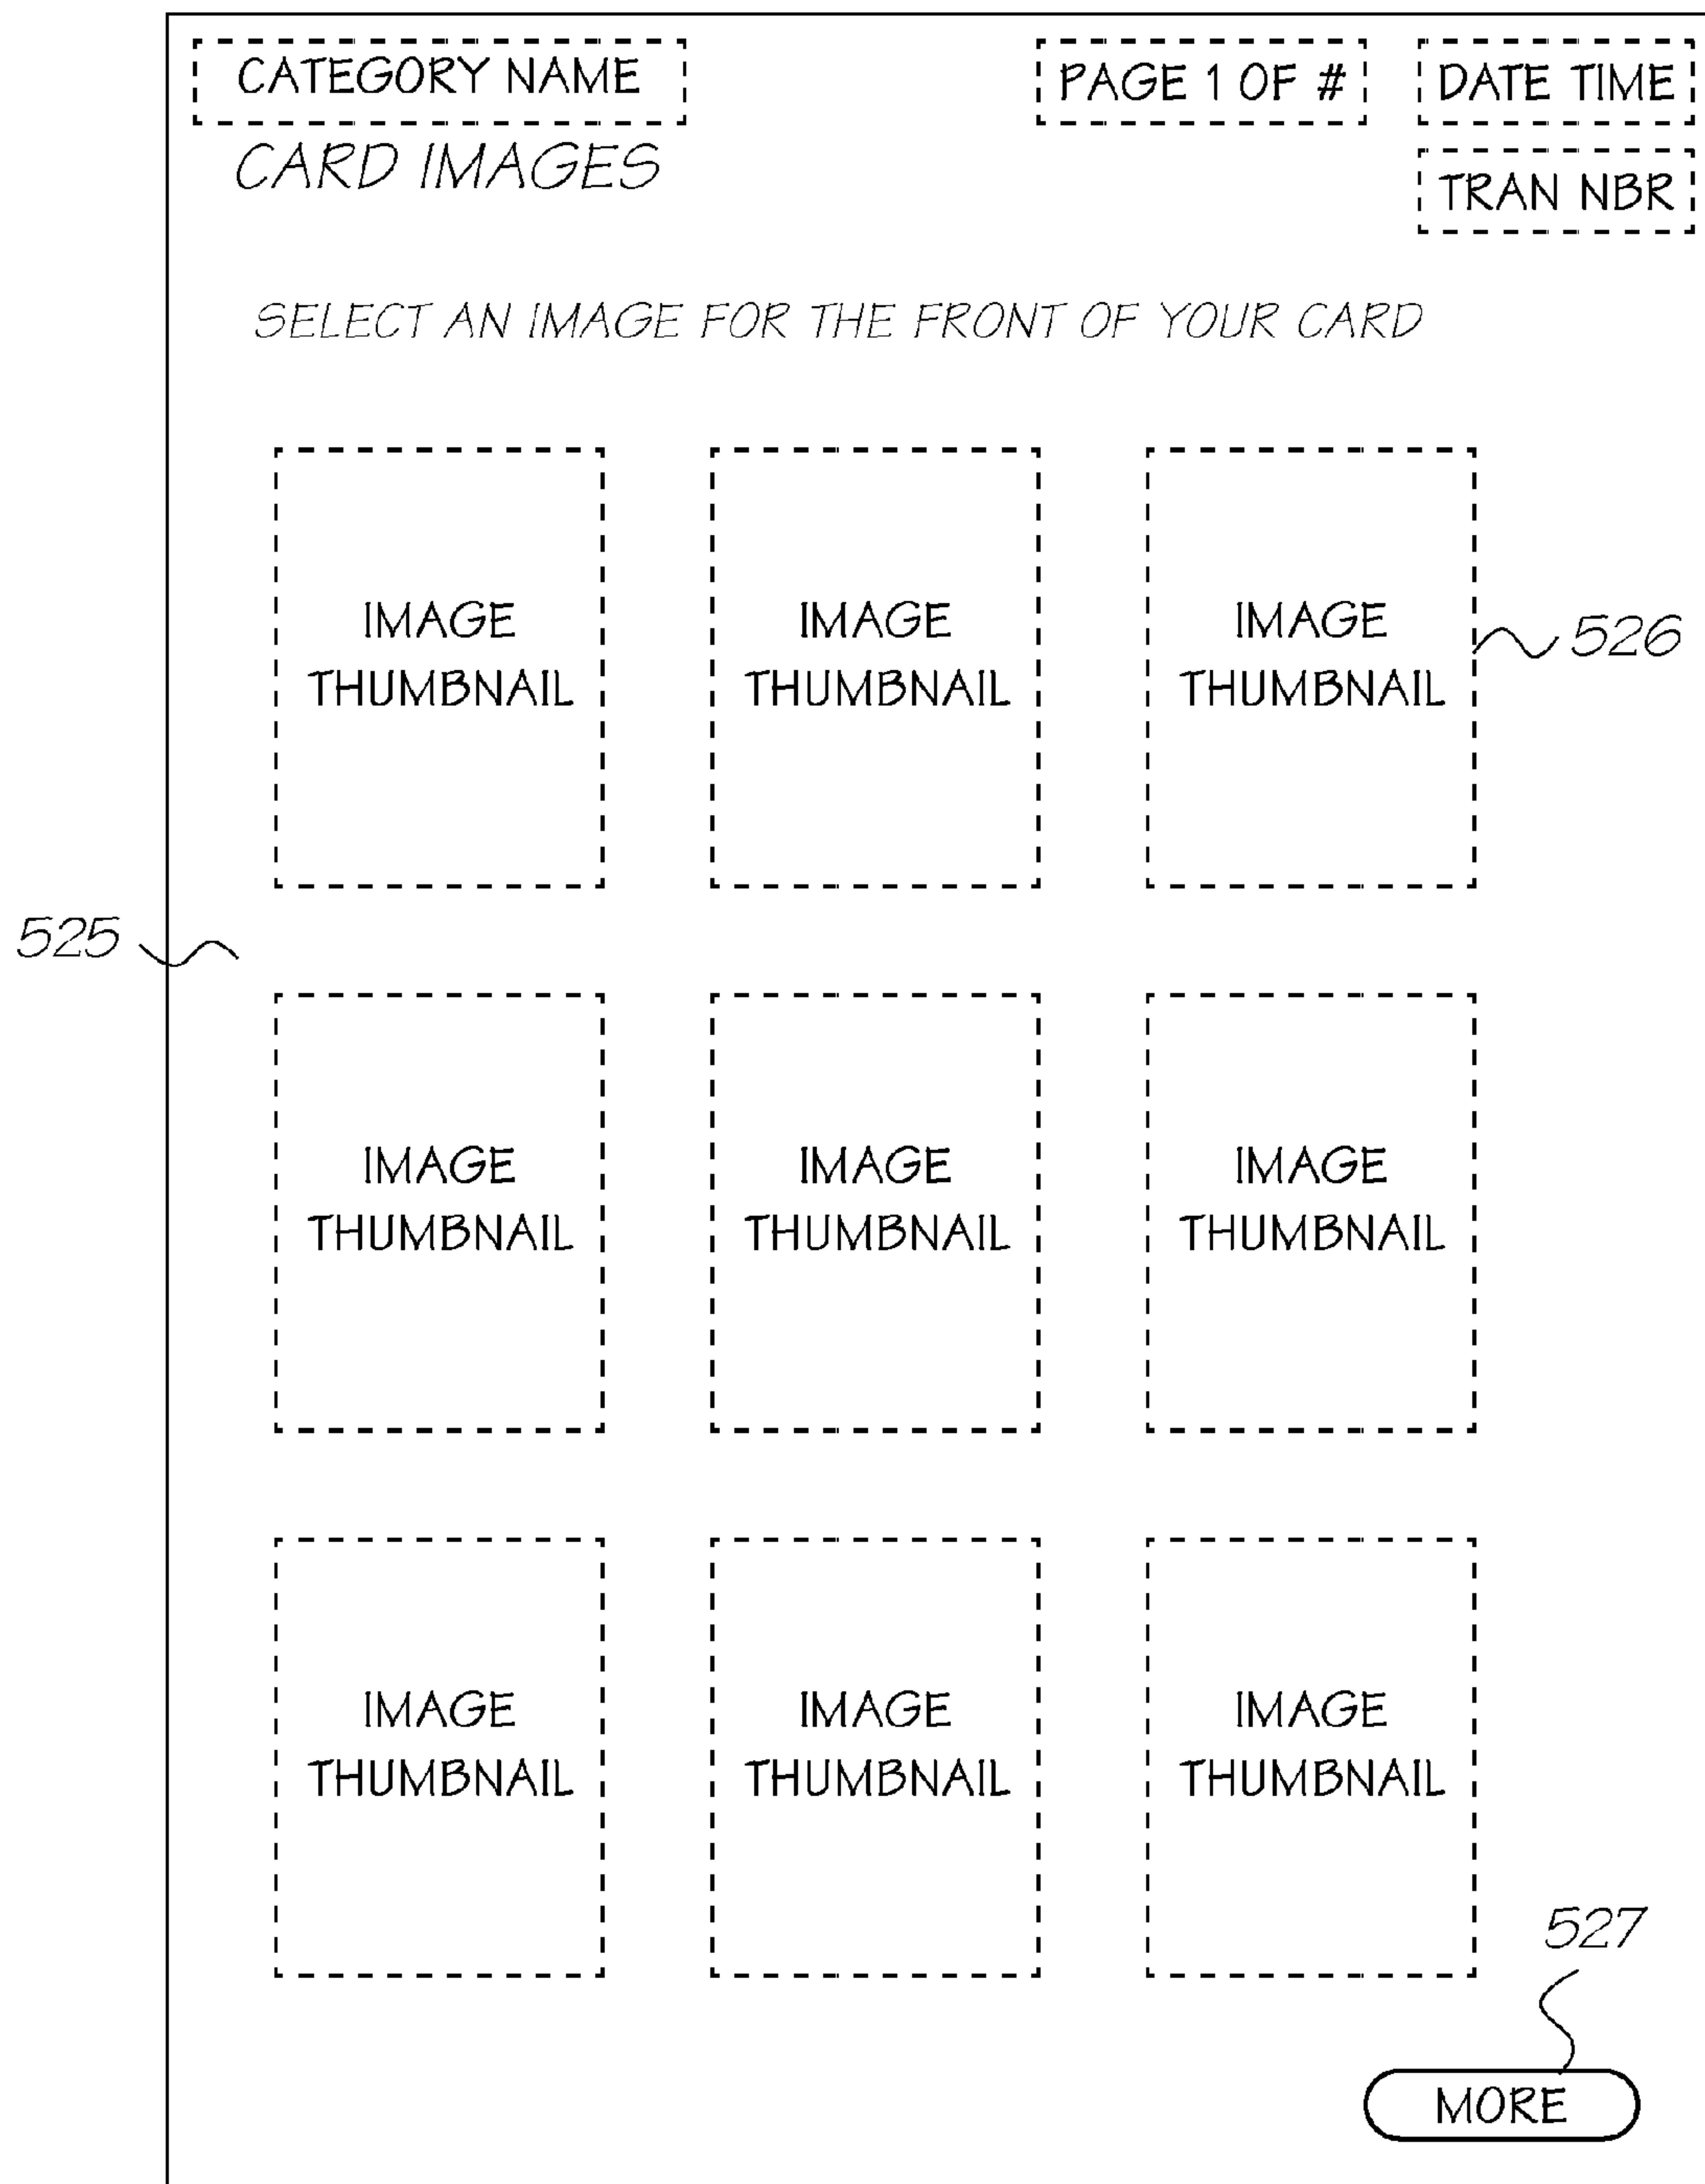 CATEGORY NAME PAGE 1 OF # DATE TIME
CARD IMAGES TRAN NBR
SELECT AN IMAGE FOR THE FRONT OF YOUR CARD
IMAGE IMAGE IMAGE 526
THUMBNAIL THUMBNAIL THUMBNAIL
525
IMAGE IMAGE IMAGE
THUMBNAIL THUMBNAIL THUMBNAIL
IMAGE IMAGE IMAGE
THUMBNAIL THUMBNAIL THUMBNAIL
527
MORE